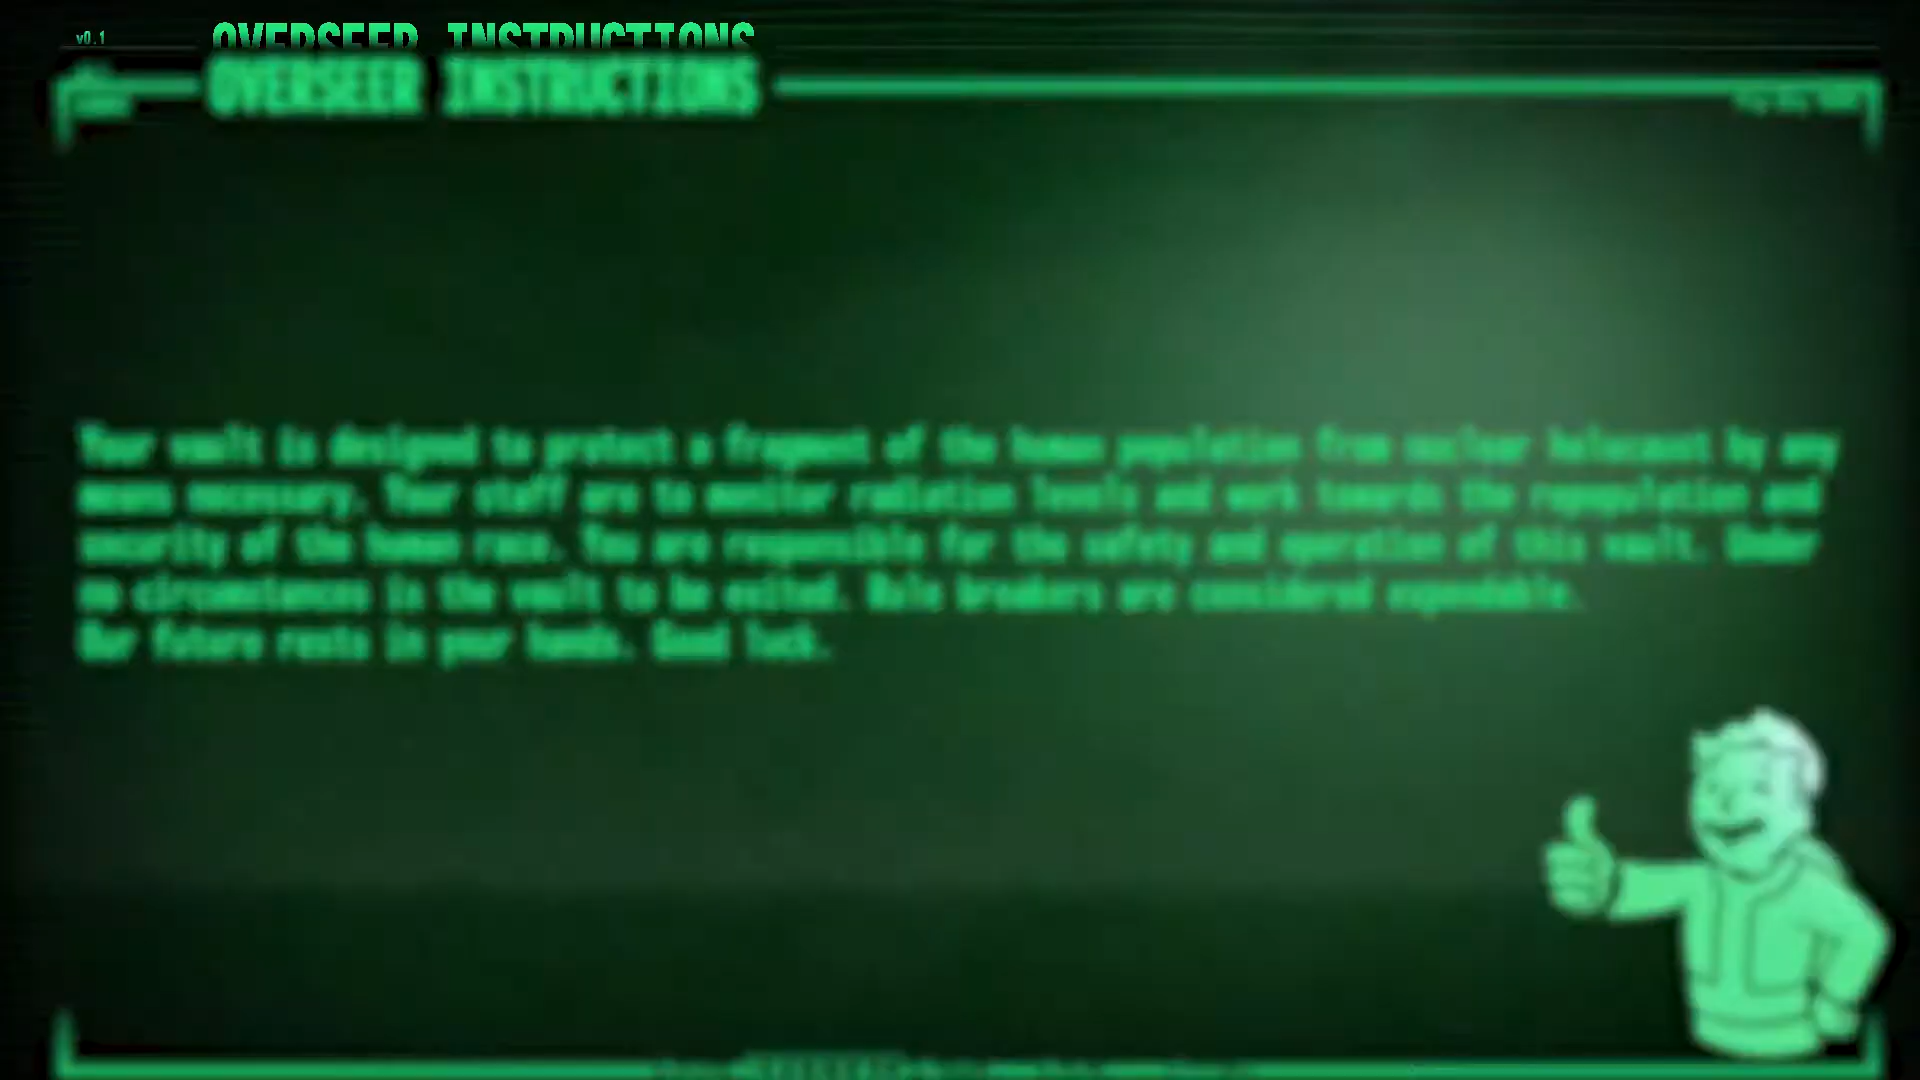 v0.1
OVERSEER INSTRUCTIONS
OVERSEER INSTRUCTIONS
Your vault is designed to protect a fragment of the human population from nuclear holocaust by any
means necessary. Your staff are to monitor radiation levels and work towards the repopulation and
security of the human race. You are responsible for the safety and operation of this vault. Under
no circumstances is the vault to be exited. Rule breakers are considered expendable.
Our future rests in your hands. Good luck.